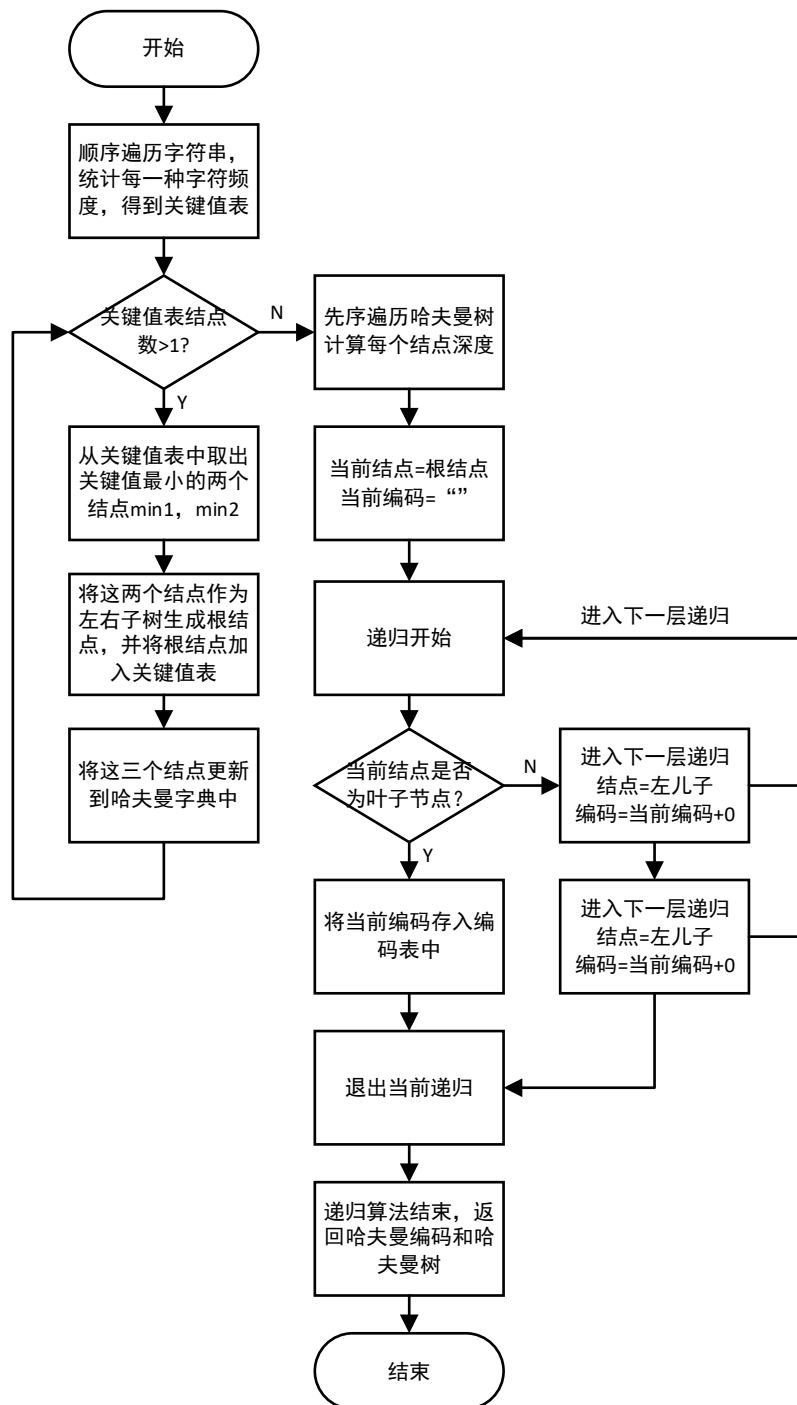 开始
顺序遍历字符串，
统计每一种字符频
度，得到关键值表
关键值表结点
数>1?
N
Y
从关键值表中取出
关键值最小的两个
结点min1，min2
将这两个结点作为
左右子树生成根结
点，并将根结点加
入关键值表
将这三个结点更新
到哈夫曼字典中
先序遍历哈夫曼树
计算每个结点深度
当前结点=根结点
当前编码=“”
递归开始
进入下一层递归
当前结点是否
为叶子节点？
N
Y
进入下一层递归
结点=左儿子
编码=当前编码+0
进入下一层递归
结点=左儿子
编码=当前编码+0
将当前编码存入编
码表中
退出当前递归
递归算法结束，返
回哈夫曼编码和哈
夫曼树
结束